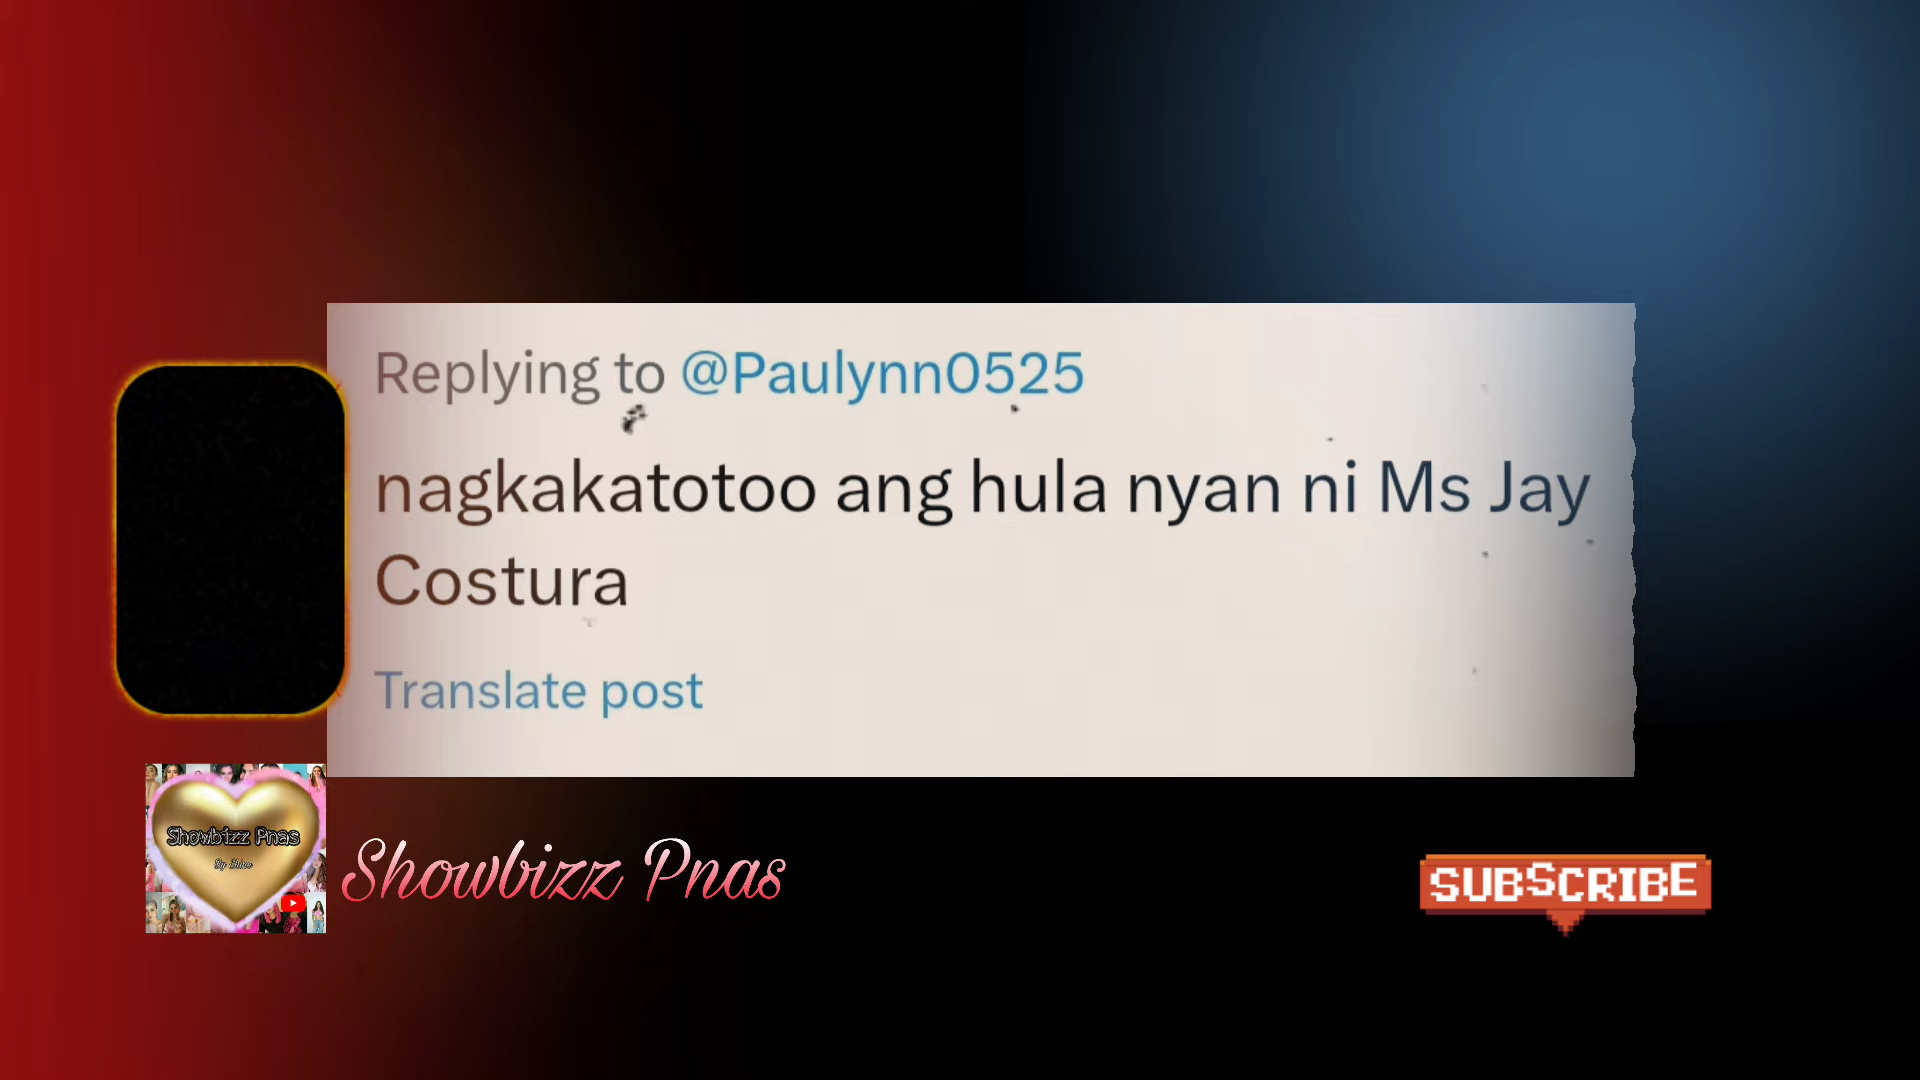 Replying to @Paulynn0525
nagkakatotoo ang hula nyan ni Ms Jay
Costura
Translate post
Showbizz Pnas
Showbizz Pnas
SUBSCRIBE